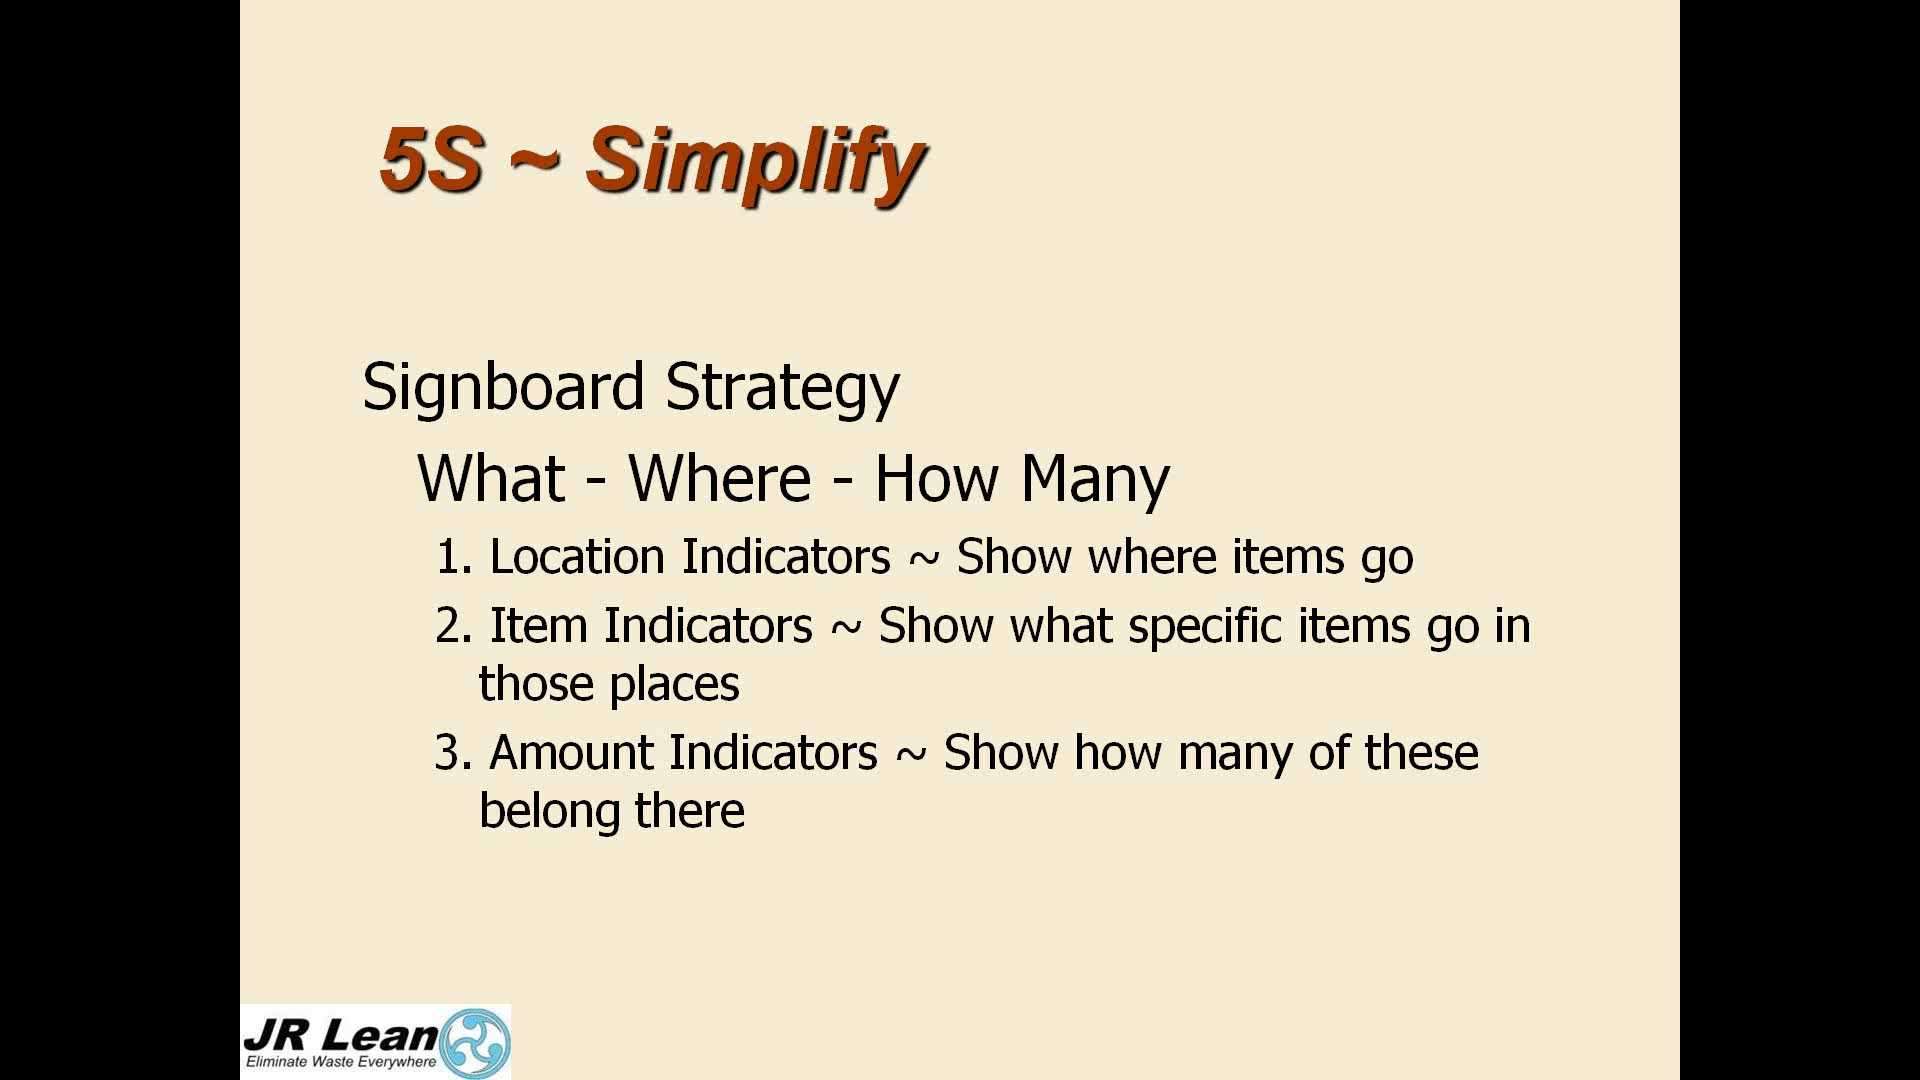 5S ~ Simplify
Signboard Strategy
What - Where - How Many
1. Location Indicators ~ Show where items go
2. Item Indicators ~ Show what specific items go in
those places
3. Amount Indicators ~ Show how many of these
belong there
JR Lean
Eliminate Waste Everywhere